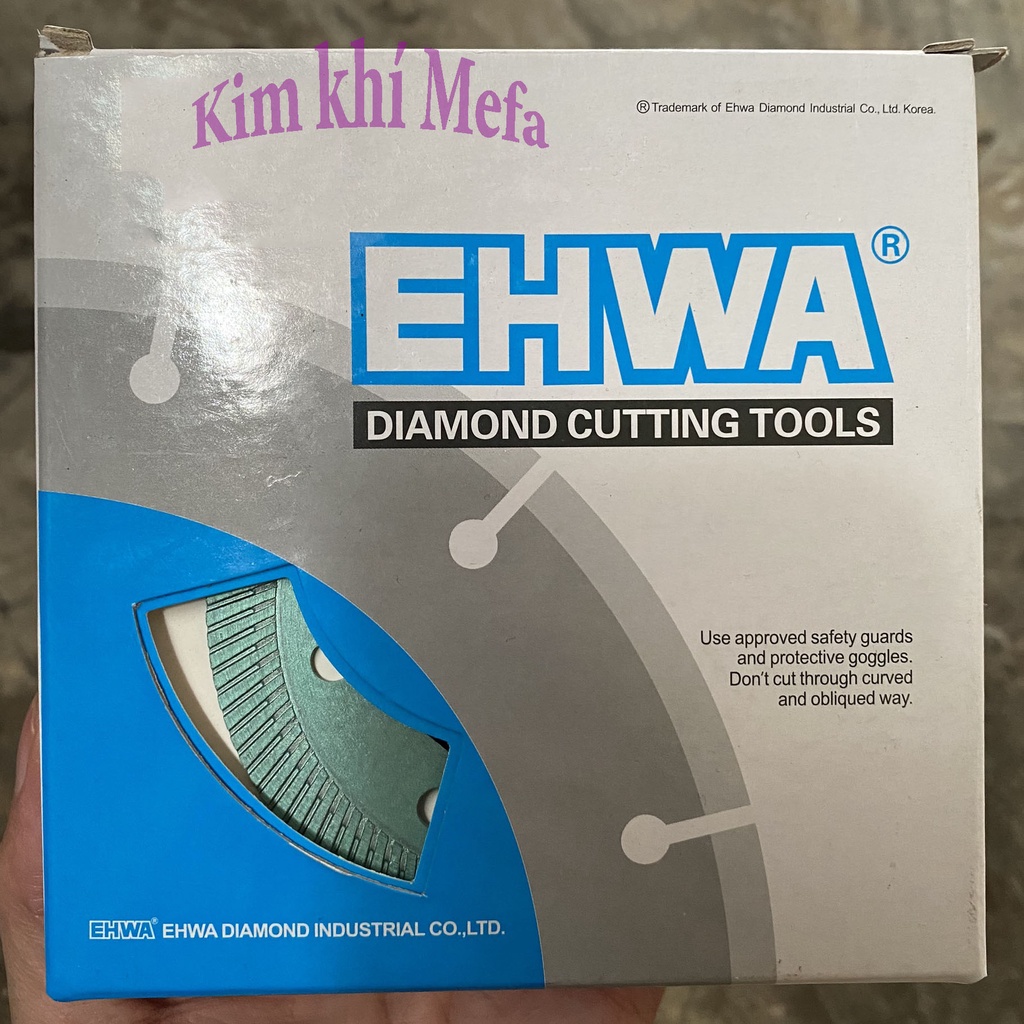 Kim khí Mefa
®Trademark of Ehwa Diamond Industrial Co., Ltd. Korea.
EHWA®
DIAMOND CUTTING TOOLS
Use approved safety guards
and protective goggles.
Don't cut through curved
and obliqued way.
EHWA® EHWA DIAMOND INDUSTRIAL CO.,LTD.